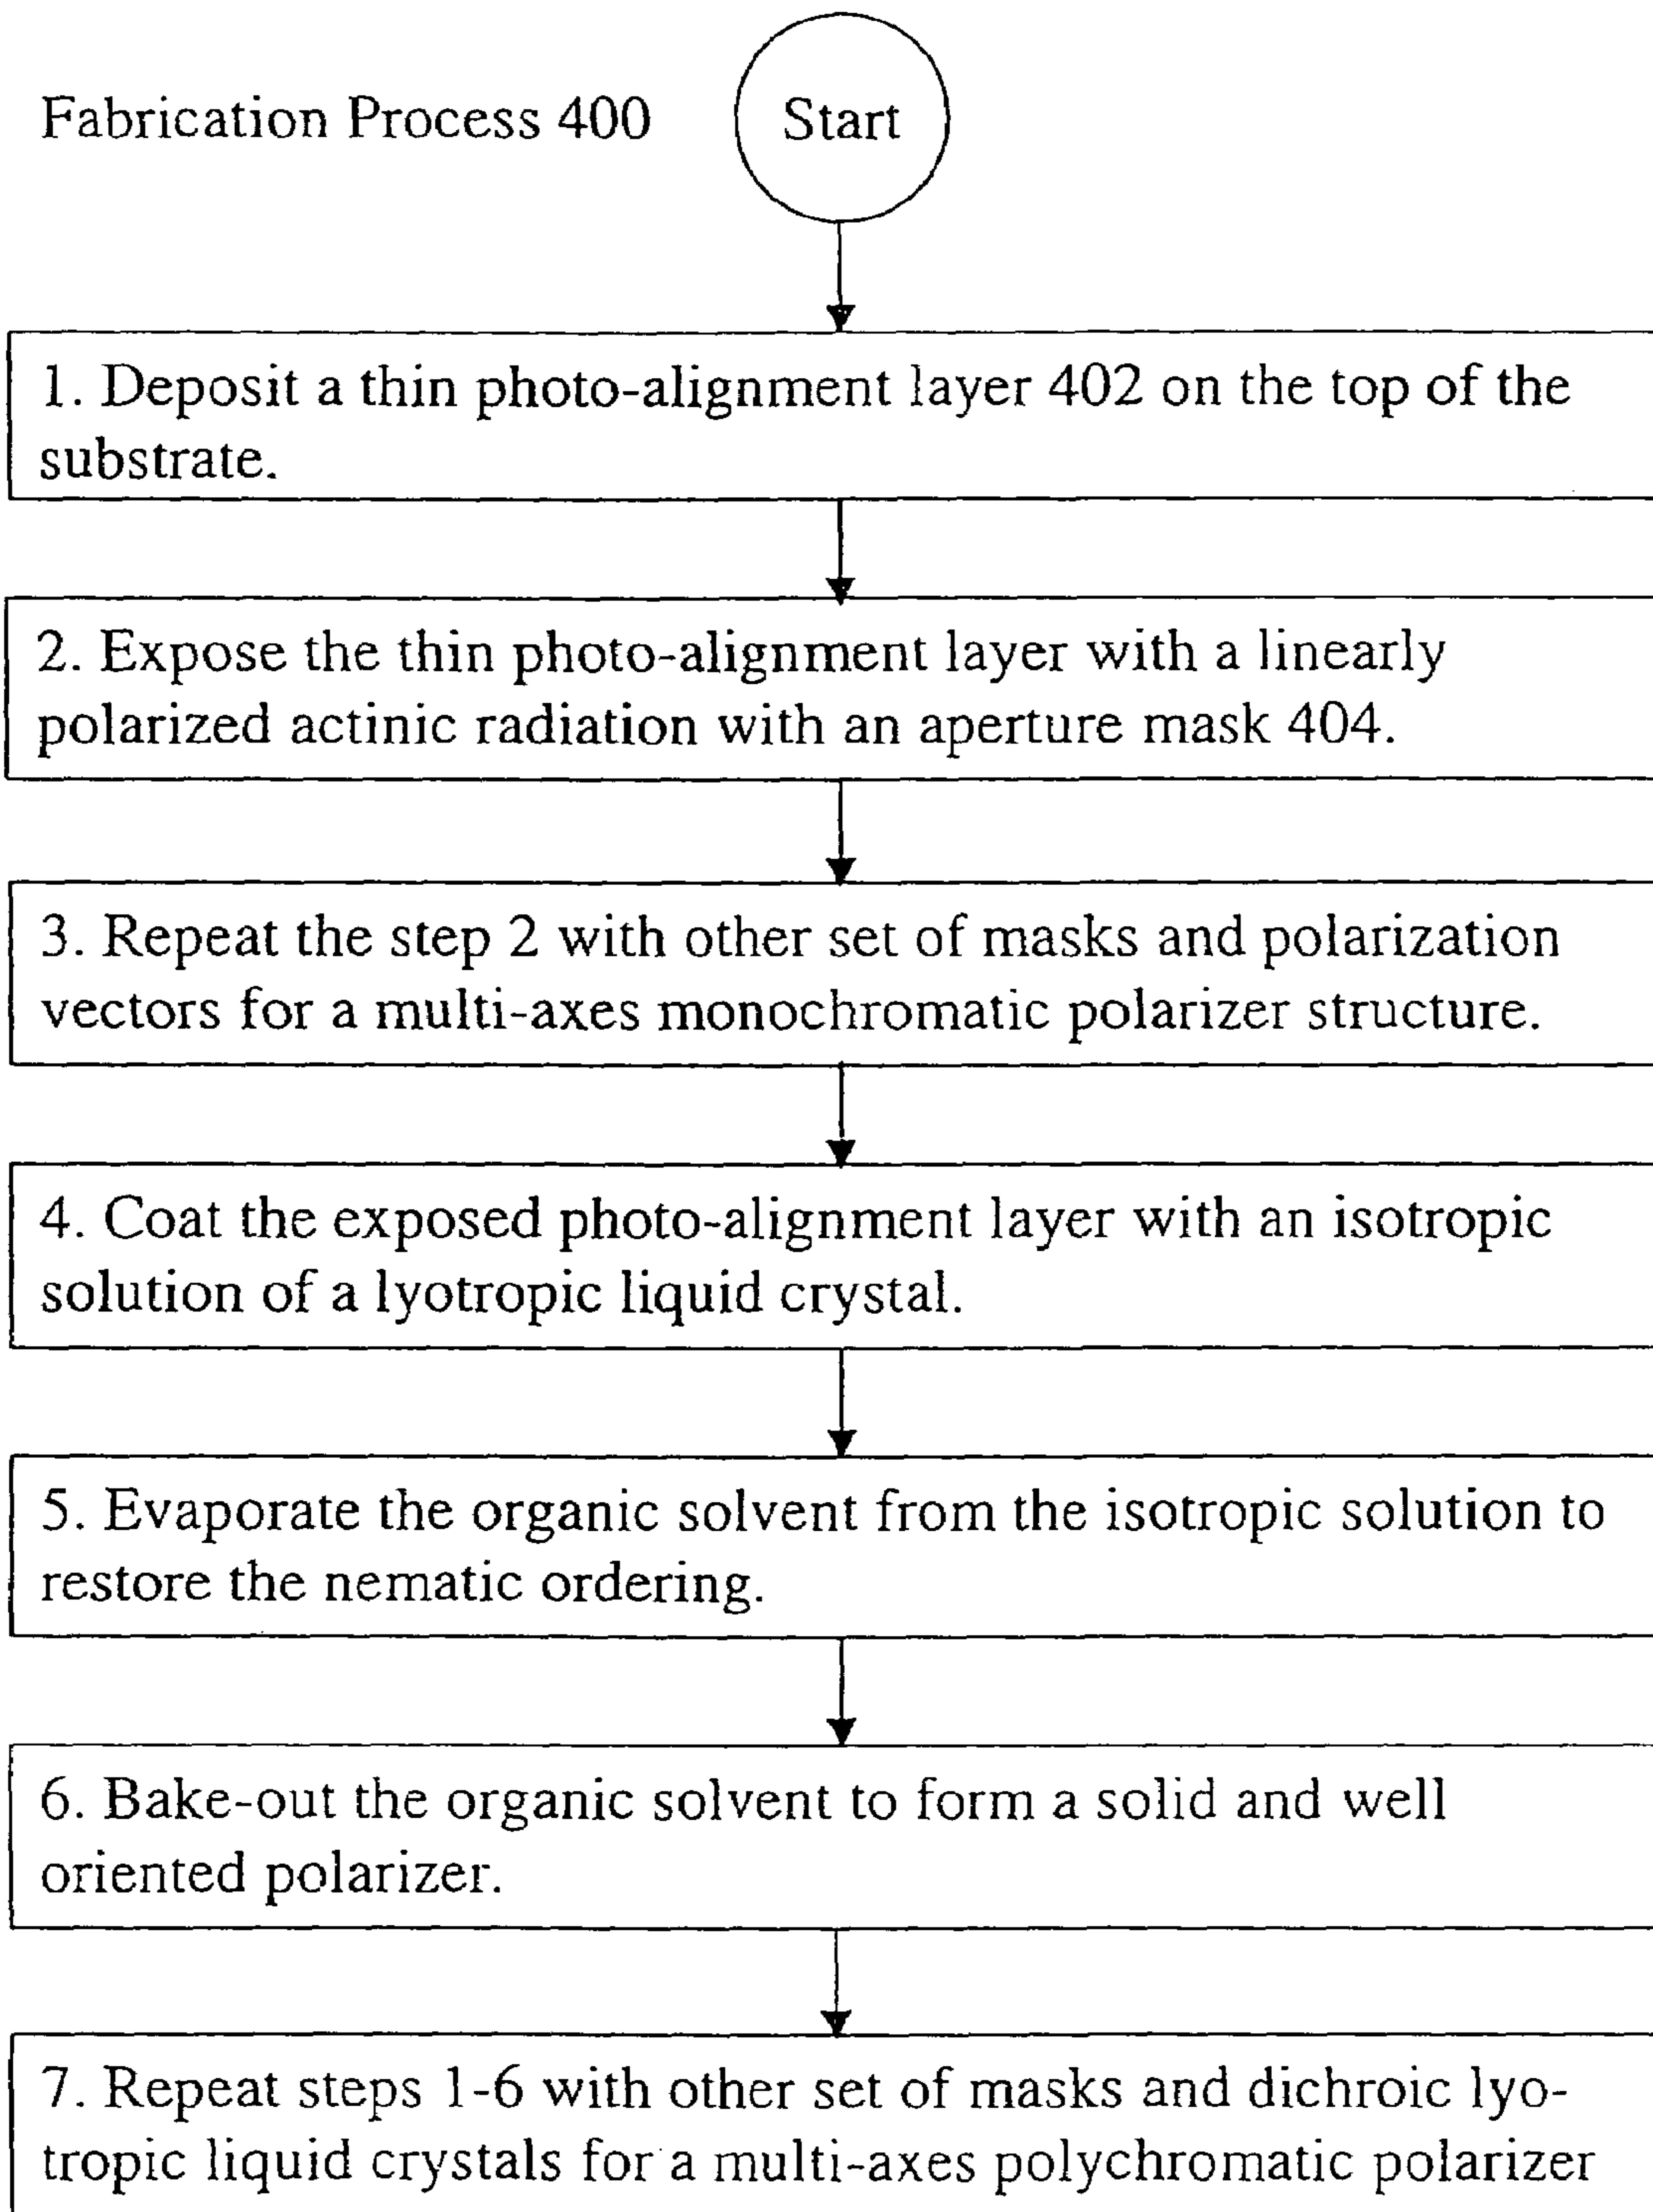 Fabrication Process 400
Start
1. Deposit a thin photo-alignment layer 402 on the top of the
substrate.
2. Expose the thin photo-alignment layer with a linearly
polarized actinic radiation with an aperture mask 404.
3. Repeat the step 2 with other set of masks and polarization
vectors for a multi-axes monochromatic polarizer structure.
4. Coat the exposed photo-alignment layer with an isotropic
solution of a lyotropic liquid crystal.
5. Evaporate the organic solvent from the isotropic solution to
restore the nematic ordering.
6. Bake-out the organic solvent to form a solid and well
oriented polarizer.
7. Repeat steps 1-6 with other set of masks and dichroic lyo-
tropic liquid crystals for a multi-axes polychromatic polarizer